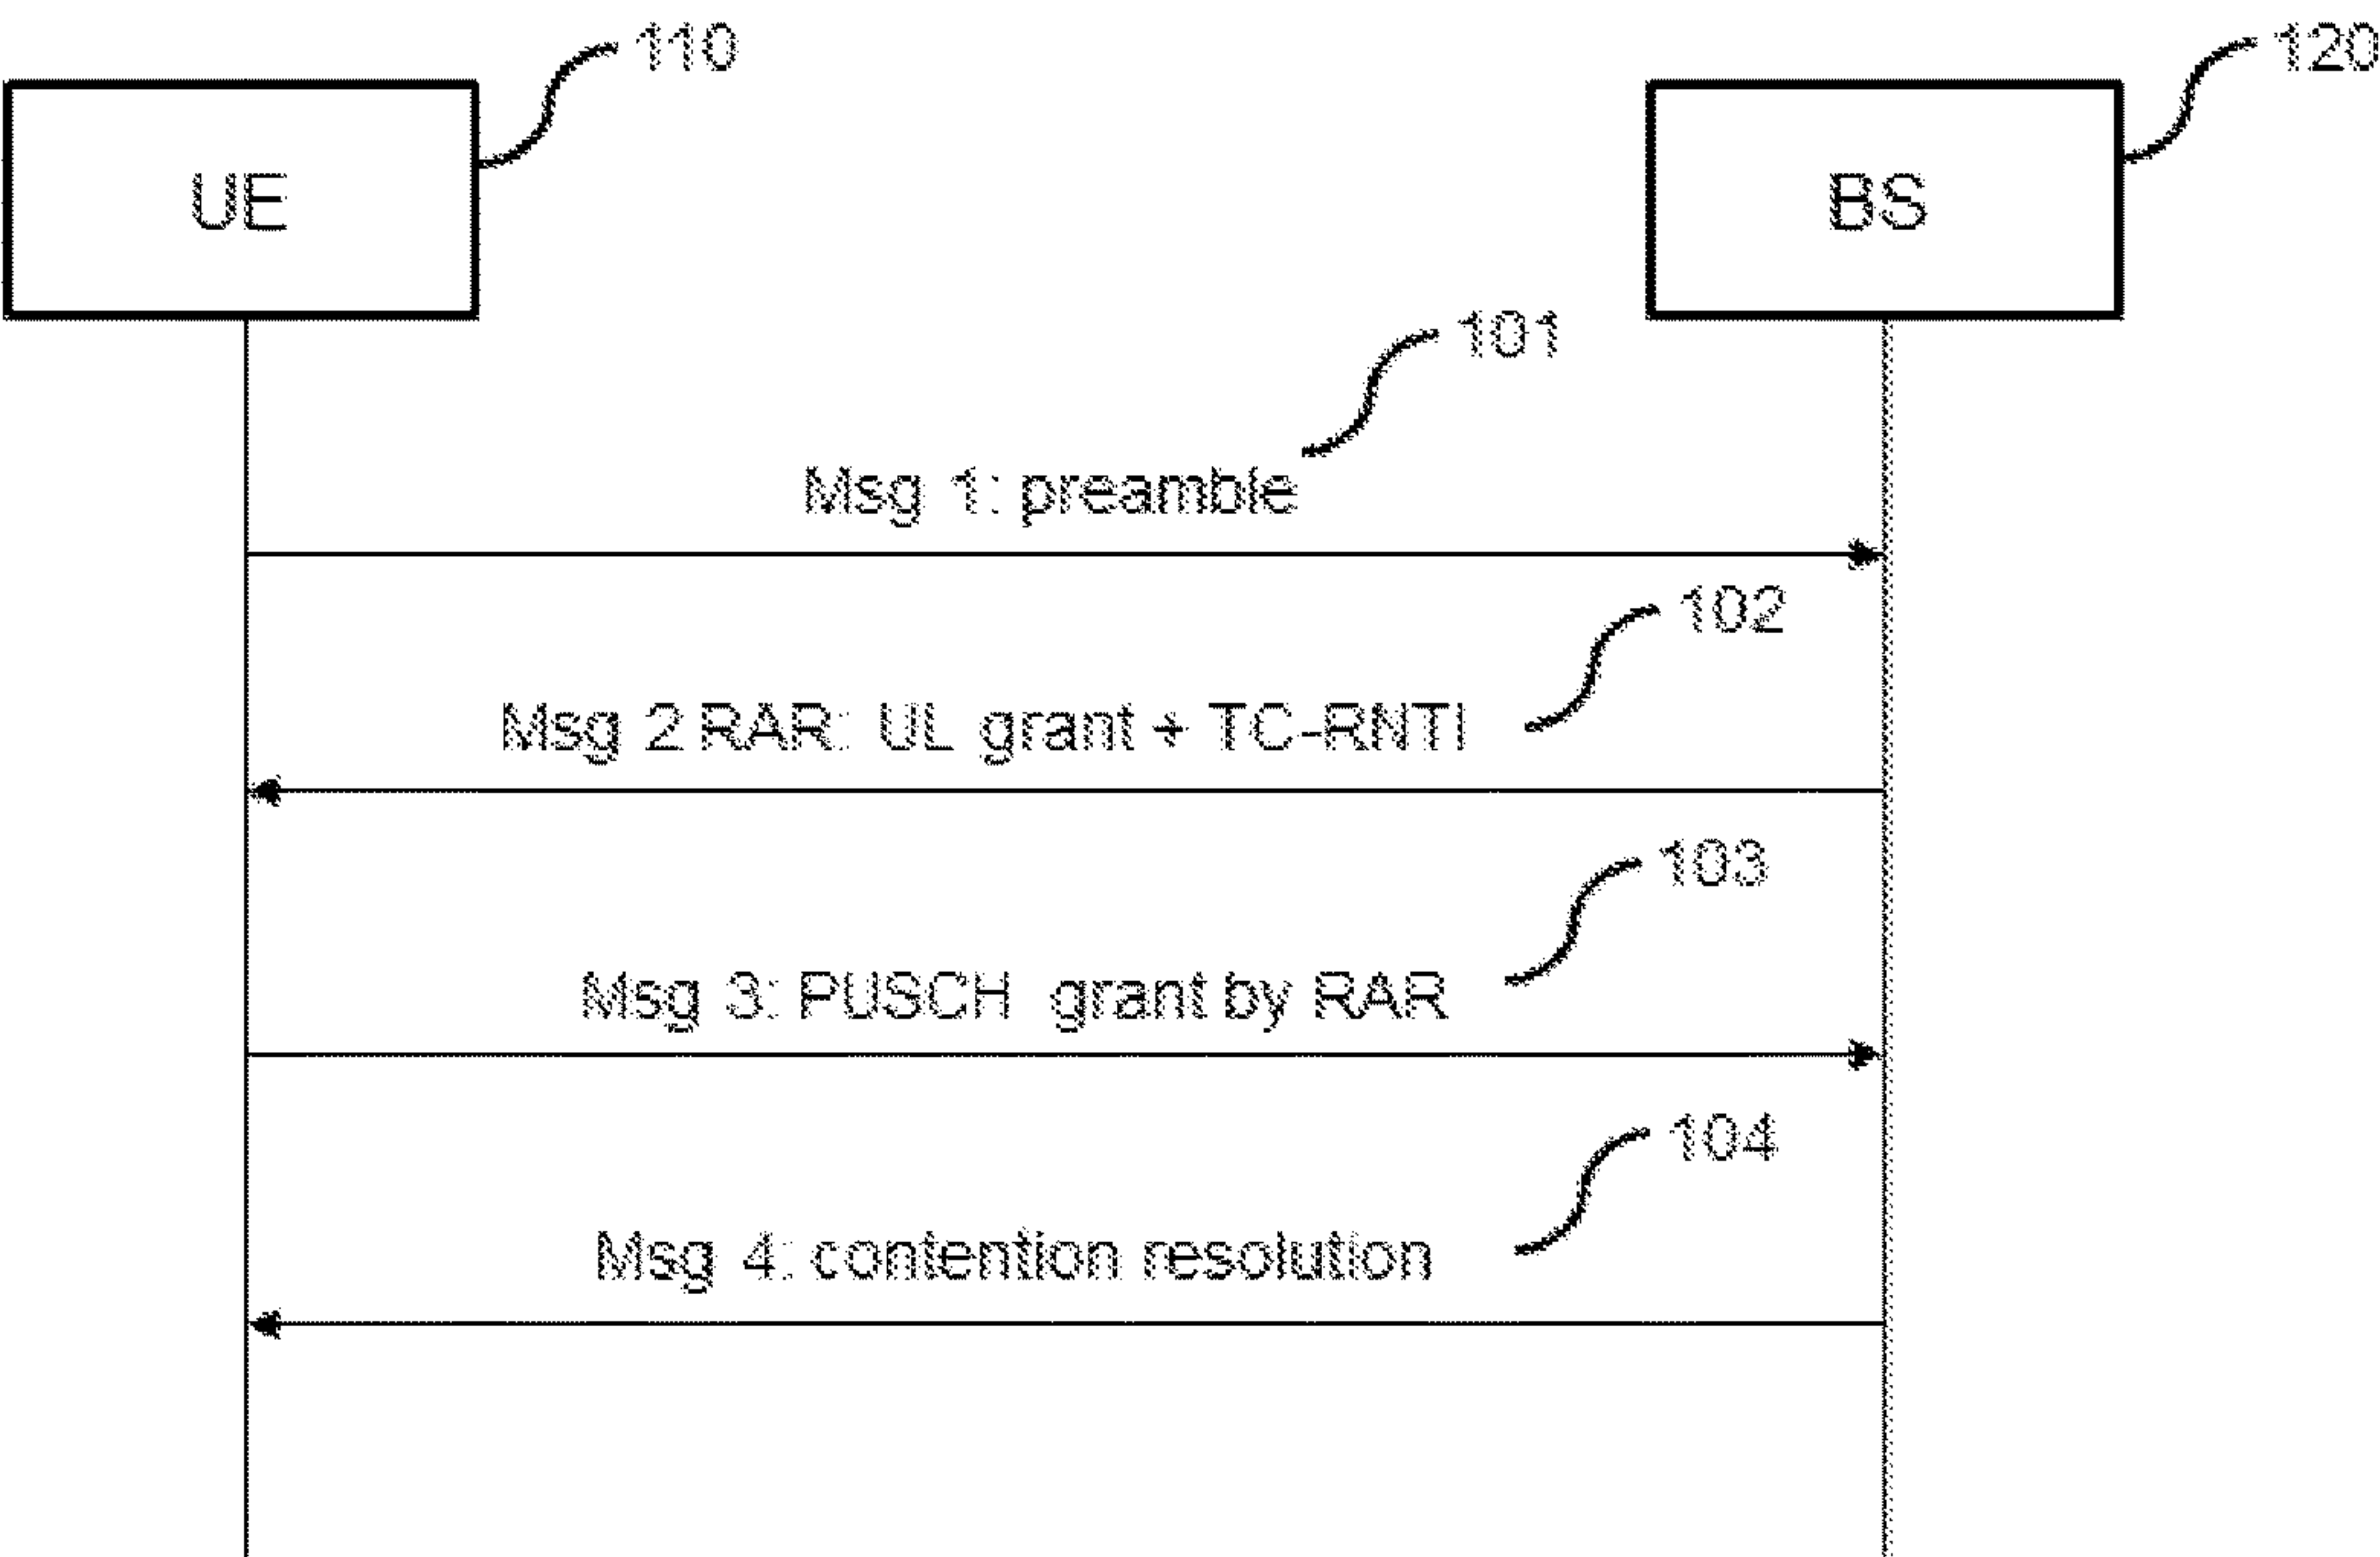 110
120
UE
BS
101
Msg 1: preamble
102
Msg 2 RAR: UL grant + TC-RNTI
103
Msg 3: PUSCH grant by RAR
104
Msg 4: contention resolution